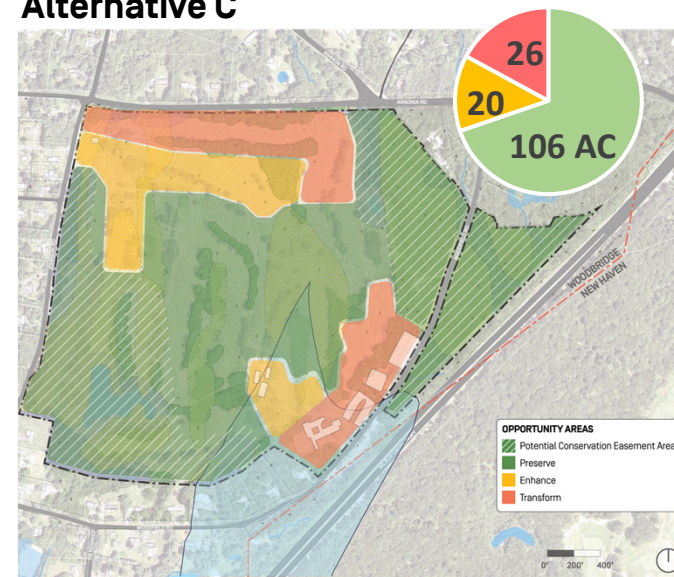 Alternative C
26
20
106 AC
ANSONIA RD
WOODBRIDGE
NEW HAVEN
OPPORTUNITY AREAS
Potential Conservation Easement Area
Preserve
Enhance
Transform
0' 200' 400'